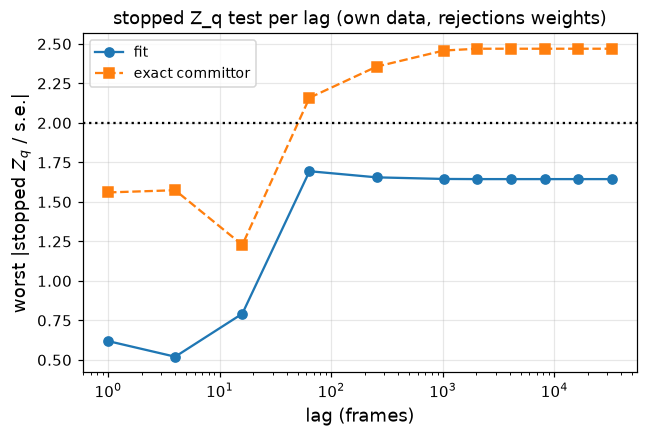 stopped Z_q test per lag (own data, rejections weights)
worst |stopped Z_q / s.e.|
2.50
2.25
2.00
1.75
1.50
1.25
1.00
0.75
0.50
fit
exact committor
10^0
10^1
10^2
10^3
10^4
lag (frames)